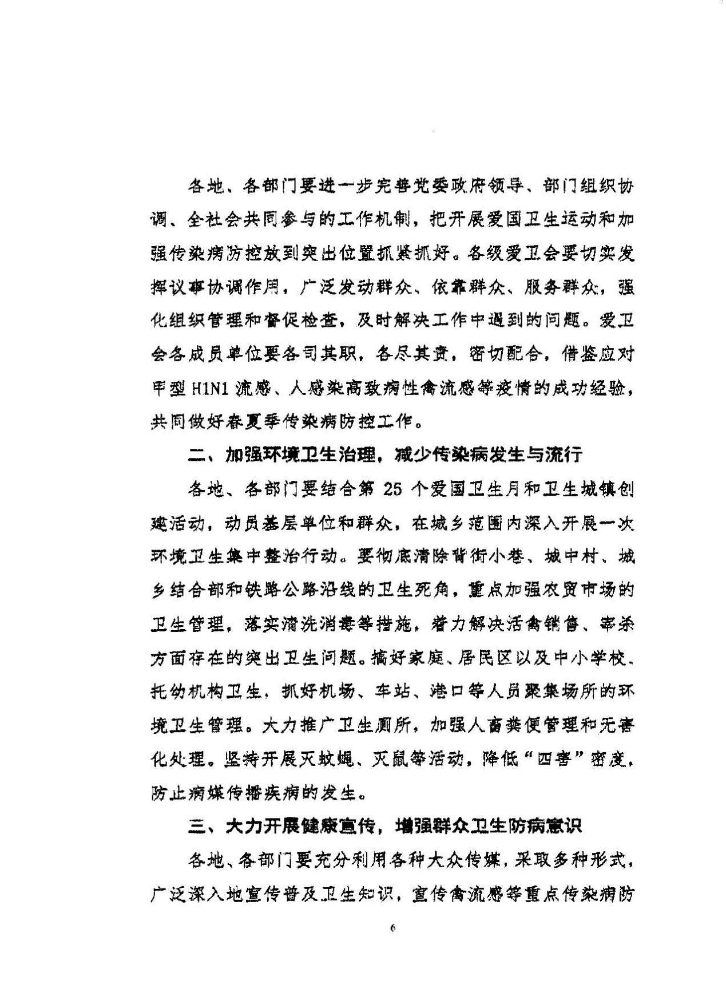 各地、各部门要进一步完善党委政府领导、部门组织协
调、全社会共同参与的工作机制，把开展爱国卫生运动和加
强传染病防控放到突出位置抓紧抓好。各级爱卫会要切实发
挥议事协调作用，广泛发动群众、依靠群众、服务群众，强
化组织管理和督促检查，及时解决工作中遇到的问题。爱卫
会各成员单位要各司其职，各尽其责，密切配合，借鉴应对
甲型 H1N1 流感、人感染高致病性禽流感等疫情的成功经验，
共同做好春夏季传染病防控工作。
二、加强环境卫生治理，减少传染病发生与流行
各地、各部门要结合第 25 个爱国卫生月和卫生城镇创
建活动，动员基层单位和群众，在城乡范围内深入开展一次
环境卫生集中整治行动。要彻底清除背街小巷、城中村、城
乡结合部和铁路公路沿线的卫生死角，重点加强农贸市场的
卫生管理，落实清洗消毒等措施，着力解决活禽销售、宰杀
方面存在的突出卫生问题。搞好家庭、居民区以及中小学校、
托幼机构卫生，抓好机场、车站、港口等人员聚集场所的环
境卫生管理。大力推广卫生厕所，加强人畜粪便管理和无害
化处理。坚持开展灭蚊蝇、灭鼠等活动，降低“四害”密度，
防止病媒传播疾病的发生。
三、大力开展健康宣传，增强群众卫生防病意识
各地、各部门要充分利用各种大众传媒，采取多种形式，
广泛深入地宣传普及卫生知识，宣传禽流感等重点传染病防
6